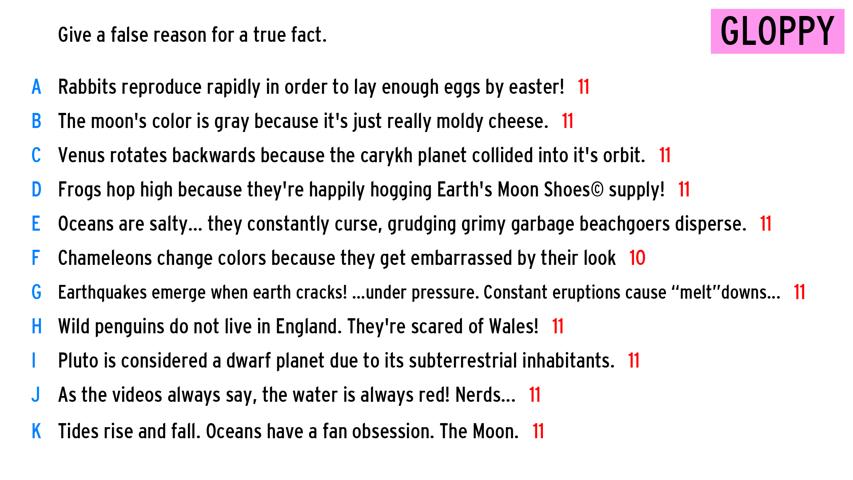 Give a false reason for a true fact.
GLOPPY
A Rabbits reproduce rapidly in order to lay enough eggs by easter! 11
B The moon's color is gray because it's just really moldy cheese. 11
C Venus rotates backwards because the carykh planet collided into it's orbit. 11
D Frogs hop high because they're happily hogging Earth's Moon Shoes© supply! 11
E Oceans are salty... they constantly curse, grudging grimy garbage beachgoers disperse. 11
F Chameleons change colors because they get embarrassed by their look 10
G Earthquakes emerge when earth cracks! ...under pressure. Constant eruptions cause “melt”downs... 11
H Wild penguins do not live in England. They're scared of Wales! 11
I Pluto is considered a dwarf planet due to its subterrestrial inhabitants. 11
J As the videos always say, the water is always red! Nerds... 11
K Tides rise and fall. Oceans have a fan obsession. The Moon. 11